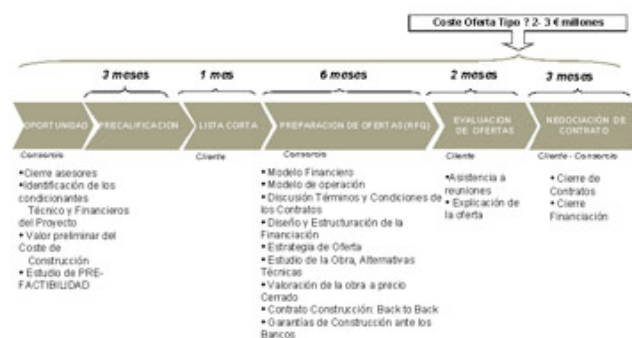 Coste Oferta Tipo ? 2- 3 € millones
3 meses
1 mes
6 meses
2 meses
3 meses
OPORTUNIDAD
PRECALIFICACION
LISTA CORTA
PREPARACION DE OFERTAS (RFQ)
EVALUACION
DE OFERTAS
NEGOCIACIÓN DE
CONTRATO
Consorcio
•Cierre asesores
•Identificación de los
condicionantes
Técnico y Financieros
del Proyecto
• Valor preliminar del
Coste de
Construcción
• Estudio de PRE-
FACTIBILIDAD
Cliente
Consorcio
• Modelo Financiero
• Modelo de operación
• Discusión Términos y Condiciones de
los Contratos
• Diseño y Estructuración de la
Financiación
• Estrategia de Oferta
• Estudio de la Obra, Alternativas
Técnicas
• Valoración de la obra a precio
Cerrado
• Contrato Construcción: Back to Back
• Garantías de Construcción ante los
Bancos
Cliente
•Asistencia a
reuniones
• Explicación de
la oferta
Cliente - Consorcio
• Cierre de
Contratos
• Cierre
Financiación